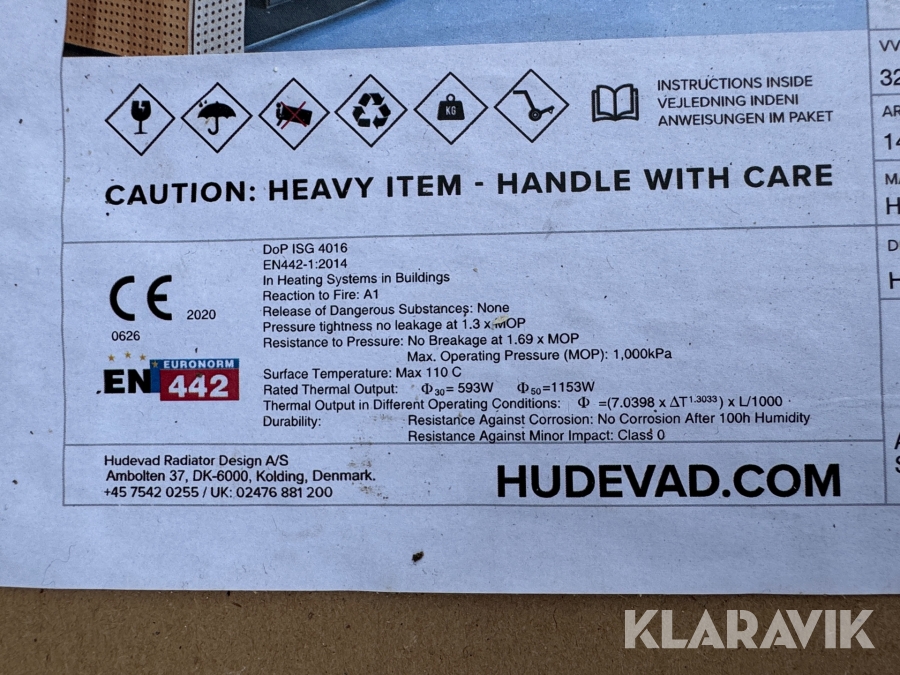 KG
INSTRUCTIONS INSIDE
VEJLEDNING INDENI
ANWEISUNGEN IM PAKET
CAUTION: HEAVY ITEM - HANDLE WITH CARE
CE 2020
0626
EURONORM
EN 442
DoP ISG 4016
EN442-1:2014
In Heating Systems in Buildings
Reaction to Fire: A1
Release of Dangerous Substances: None
Pressure tightness no leakage at 1.3 x MOP
Resistance to Pressure: No Breakage at 1.69 x MOP
Max. Operating Pressure (MOP): 1,000kPa
Surface Temperature: Max 110 C
Rated Thermal Output: Φ30= 593W Φ50=1153W
Thermal Output in Different Operating Conditions: Φ =(7.0398 x ΔT1.3033) x L/1000
Durability: Resistance Against Corrosion: No Corrosion After 100h Humidity
Resistance Against Minor Impact: Class 0
Hudevad Radiator Design A/S
Ambolten 37, DK-6000, Kolding, Denmark.
+45 7542 0255 / UK: 02476 881 200
HUDEVAD.COM
VV
32
AR
14
MA
H
D
H
KLARAVIK